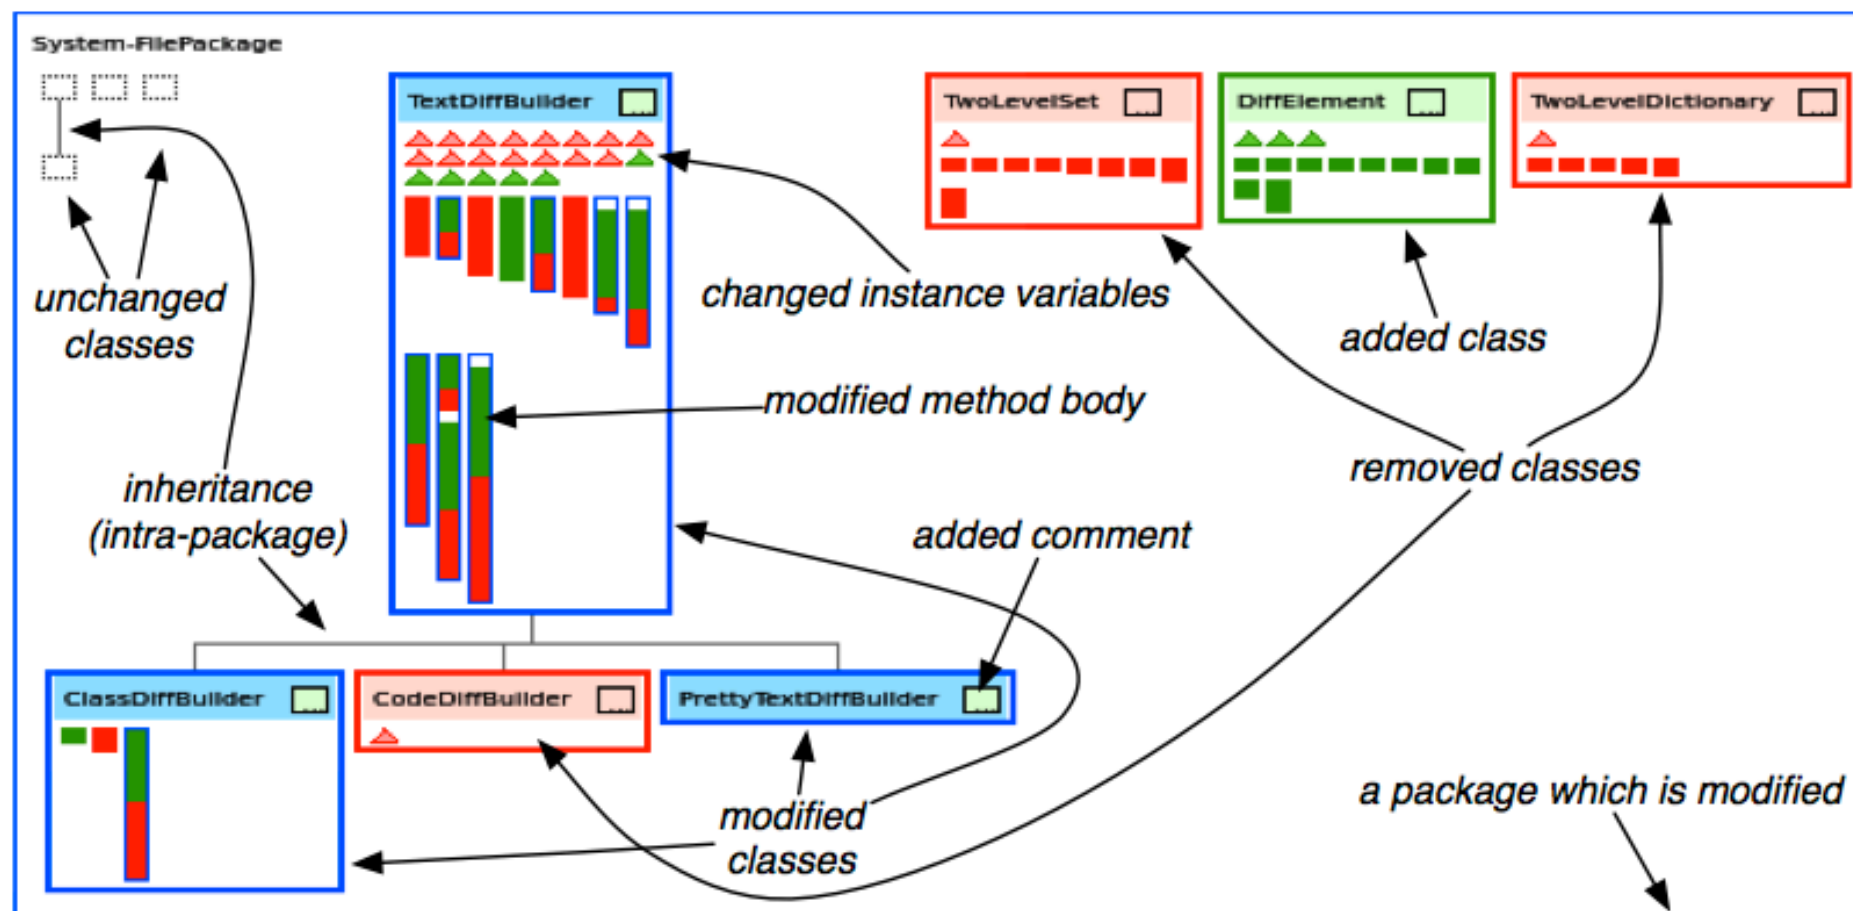 System-FilePackage
TextDiffBuilder
TwoLevelSet
DiffElement
TwoLevelDictionary
unchanged
classes
changed instance variables
added class
modified method body
removed classes
inheritance
(intra-package)
added comment
ClassDiffBuilder
CodeDiffBuilder
PrettyTextDiffBuilder
modified
classes
a package which is modified